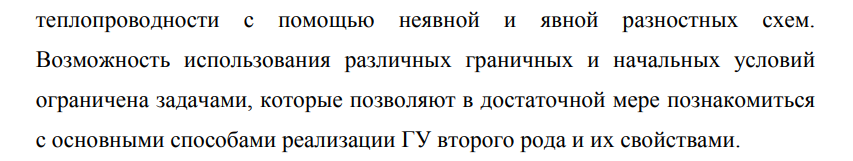 теплопроводности с помощью неявной и явной разностных схем.
Возможность использования различных граничных и начальных условий
ограничена задачами, которые позволяют в достаточной мере познакомиться
с основными способами реализации ГУ второго рода и их свойствами.